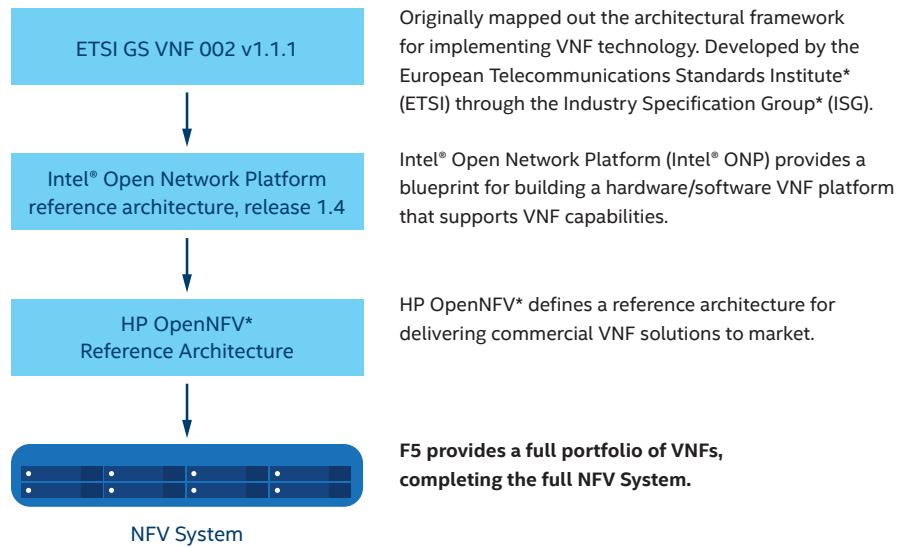 ETSI GS VNF 002 v1.1.1
Originally mapped out the architectural framework
for implementing VNF technology. Developed by the
European Telecommunications Standards Institute*
(ETSI) through the Industry Specification Group* (ISG).
Intel® Open Network Platform
reference architecture, release 1.4
Intel® Open Network Platform (Intel® ONP) provides a
blueprint for building a hardware/software VNF platform
that supports VNF capabilities.
HP OpenNFV*
Reference Architecture
HP OpenNFV* defines a reference architecture for
delivering commercial VNF solutions to market.
F5 provides a full portfolio of VNFs,
completing the full NFV System.
NFV System